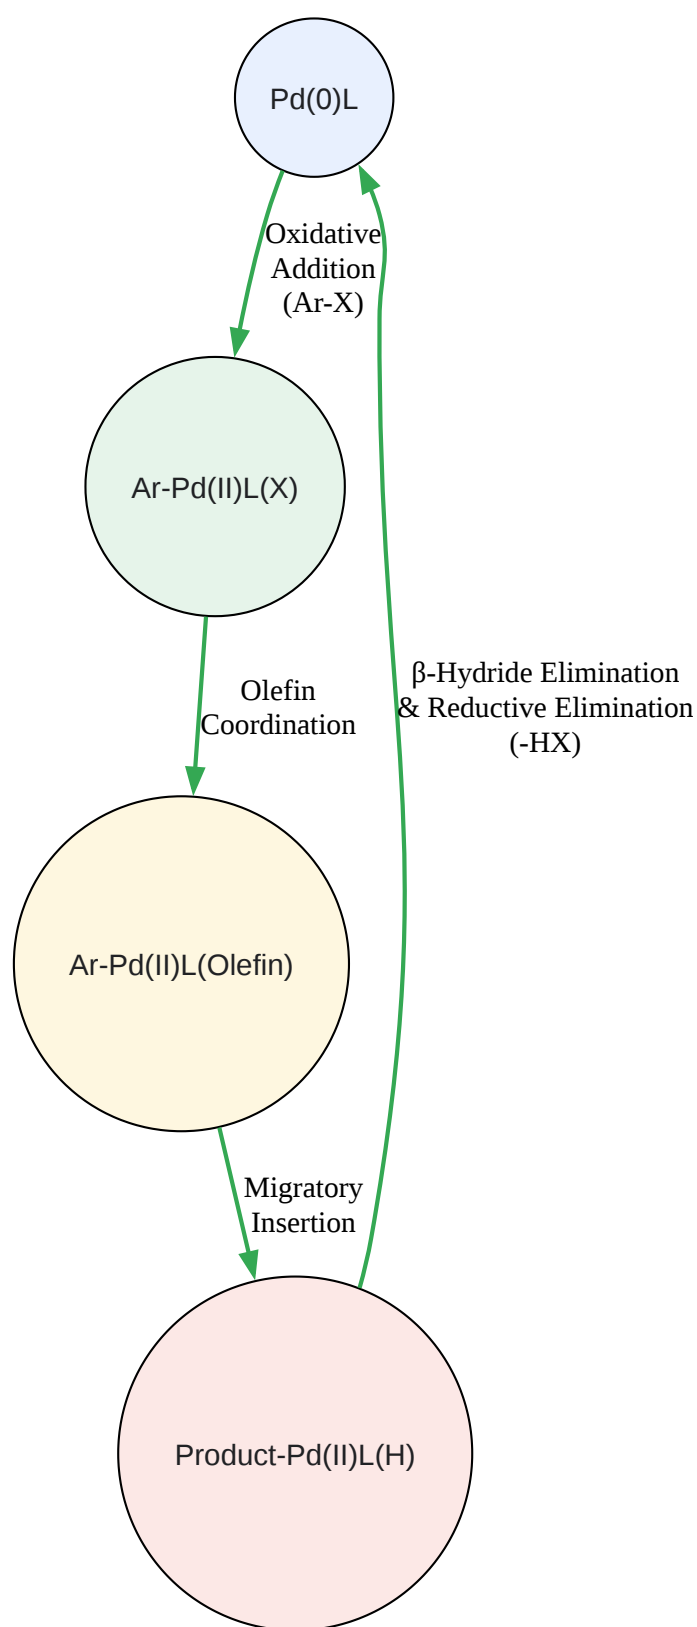 Pd(0)L
Oxidative
Addition
(Ar-X)
Ar-Pd(II)L(X)
Olefin
Coordination
β-Hydride Elimination
& Reductive Elimination
(-HX)
Ar-Pd(II)L(Olefin)
Migratory
Insertion
Product-Pd(II)L(H)